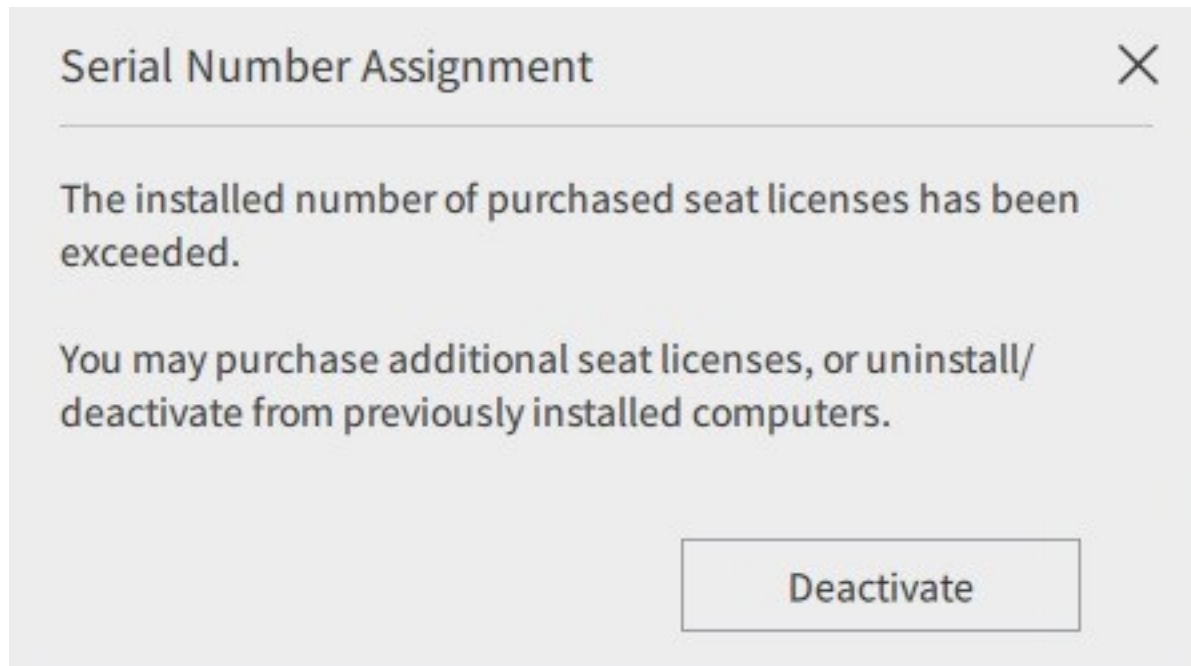 Serial Number Assignment
The installed number of purchased seat licenses has been
exceeded.
You may purchase additional seat licenses, or uninstall/
deactivate from previously installed computers.
Deactivate